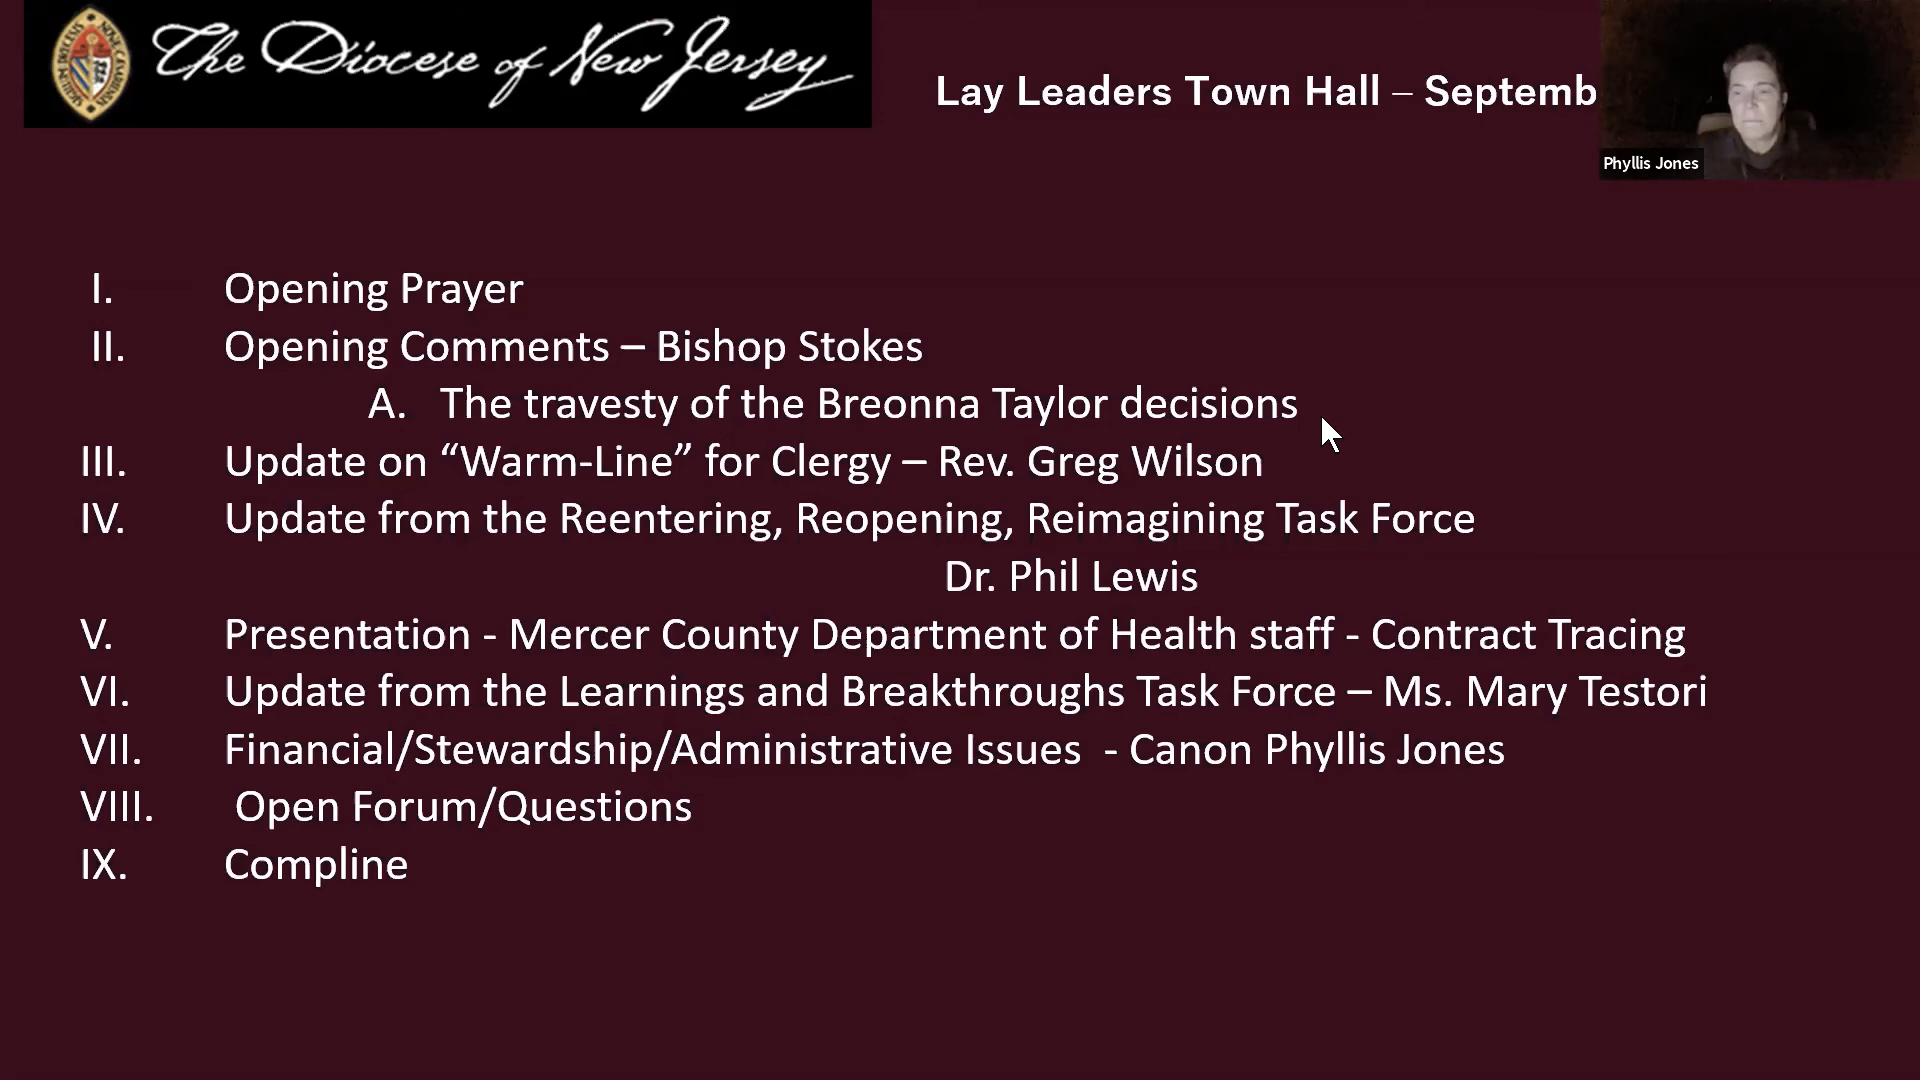 The Diocese of New Jersey
Lay Leaders Town Hall – Septemb
Phyllis Jones
I. Opening Prayer
II. Opening Comments – Bishop Stokes
A. The travesty of the Breonna Taylor decisions
III. Update on “Warm-Line” for Clergy – Rev. Greg Wilson
IV. Update from the Reentering, Reopening, Reimagining Task Force
Dr. Phil Lewis
V. Presentation - Mercer County Department of Health staff - Contract Tracing
VI. Update from the Learnings and Breakthroughs Task Force – Ms. Mary Testori
VII. Financial/Stewardship/Administrative Issues - Canon Phyllis Jones
VIII. Open Forum/Questions
IX. Compline